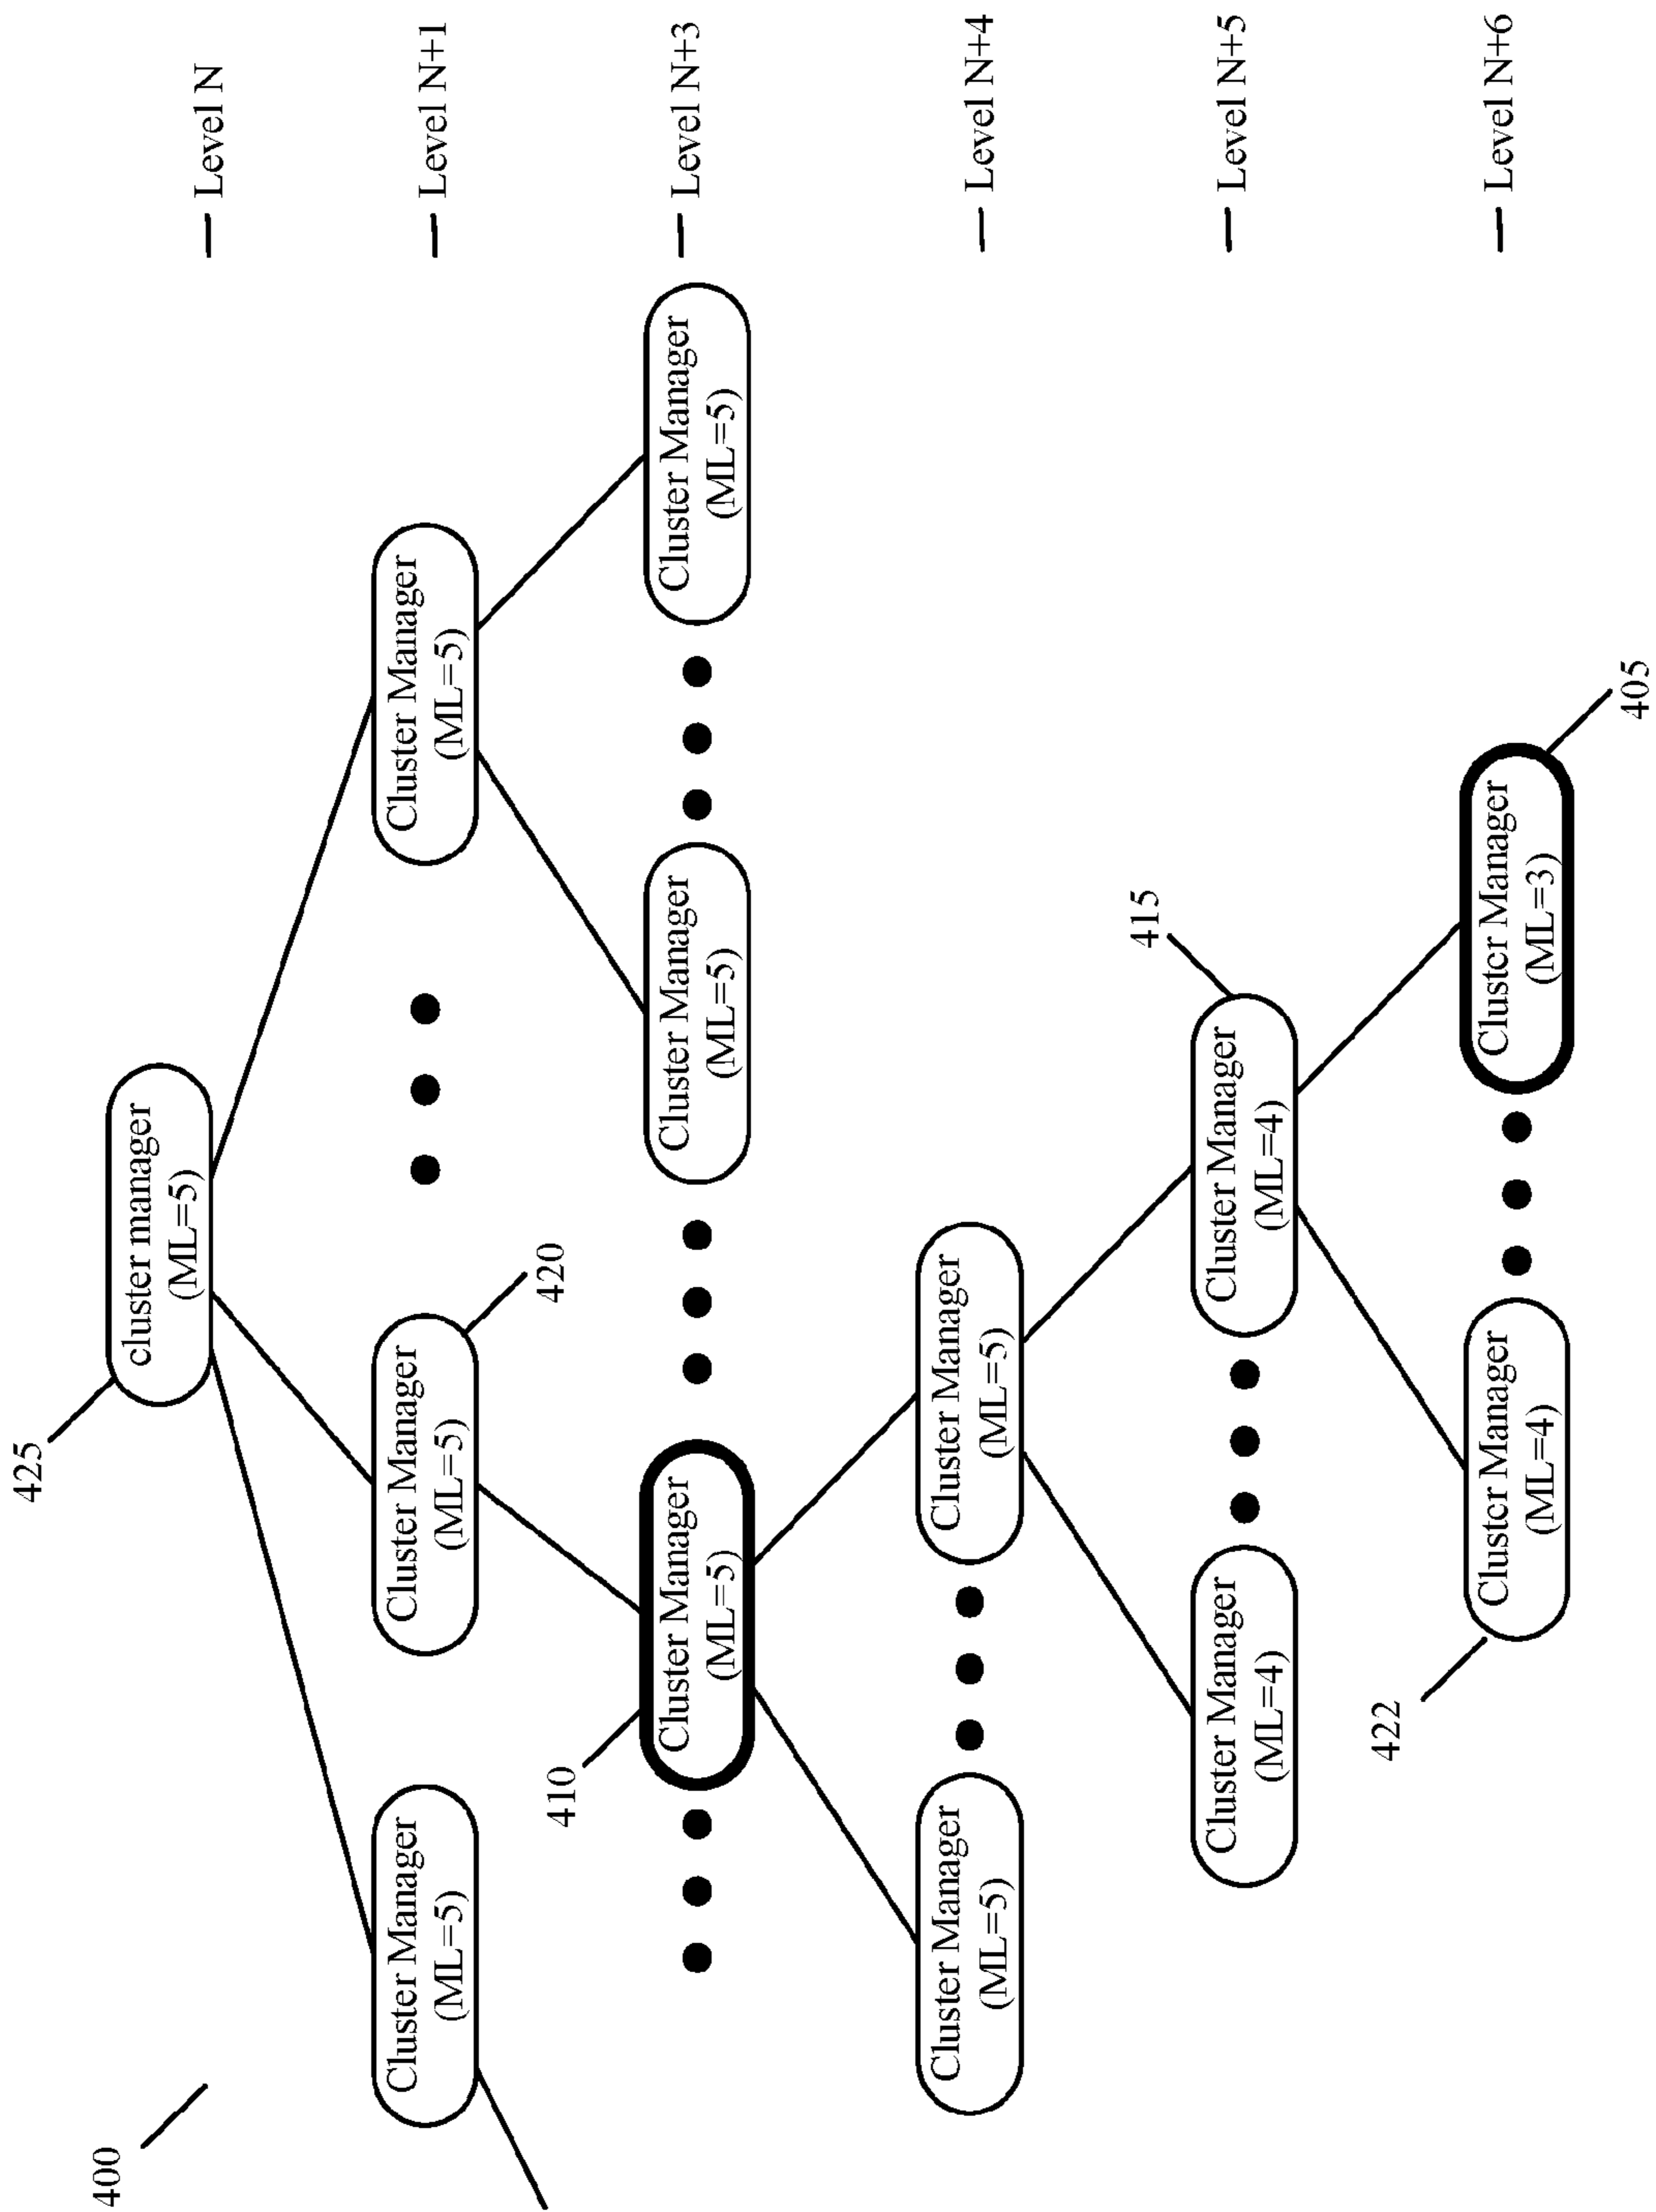 425
400
cluster manager
(ML=5)
Level N
Cluster Manager
(ML=5)
Cluster Manager
(ML=5)
Cluster Manager
(ML=5)
Level N+1
420
410
Cluster Manager
(ML=5)
Cluster Manager
(ML=5)
Cluster Manager
(ML=5)
Level N+3
Cluster Manager
(ML=5)
Cluster Manager
(ML=5)
Level N+4
415
Cluster Manager
(ML=4)
Cluster Manager
(ML=4)
Level N+5
422
Cluster Manager
(ML=4)
Cluster Manager
(ML=3)
Level N+6
405